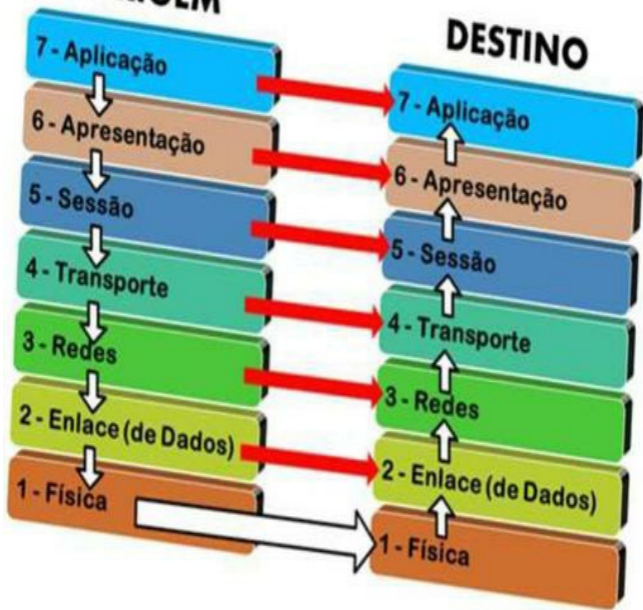 DESTINO
7 - Aplicação
6 - Apresentação
5 - Sessão
4 - Transporte
3 - Redes
2 - Enlace (de Dados)
1 - Física
7 - Aplicação
6 - Apresentação
5 - Sessão
4 - Transporte
3 - Redes
2 - Enlace (de Dados)
1 - Física